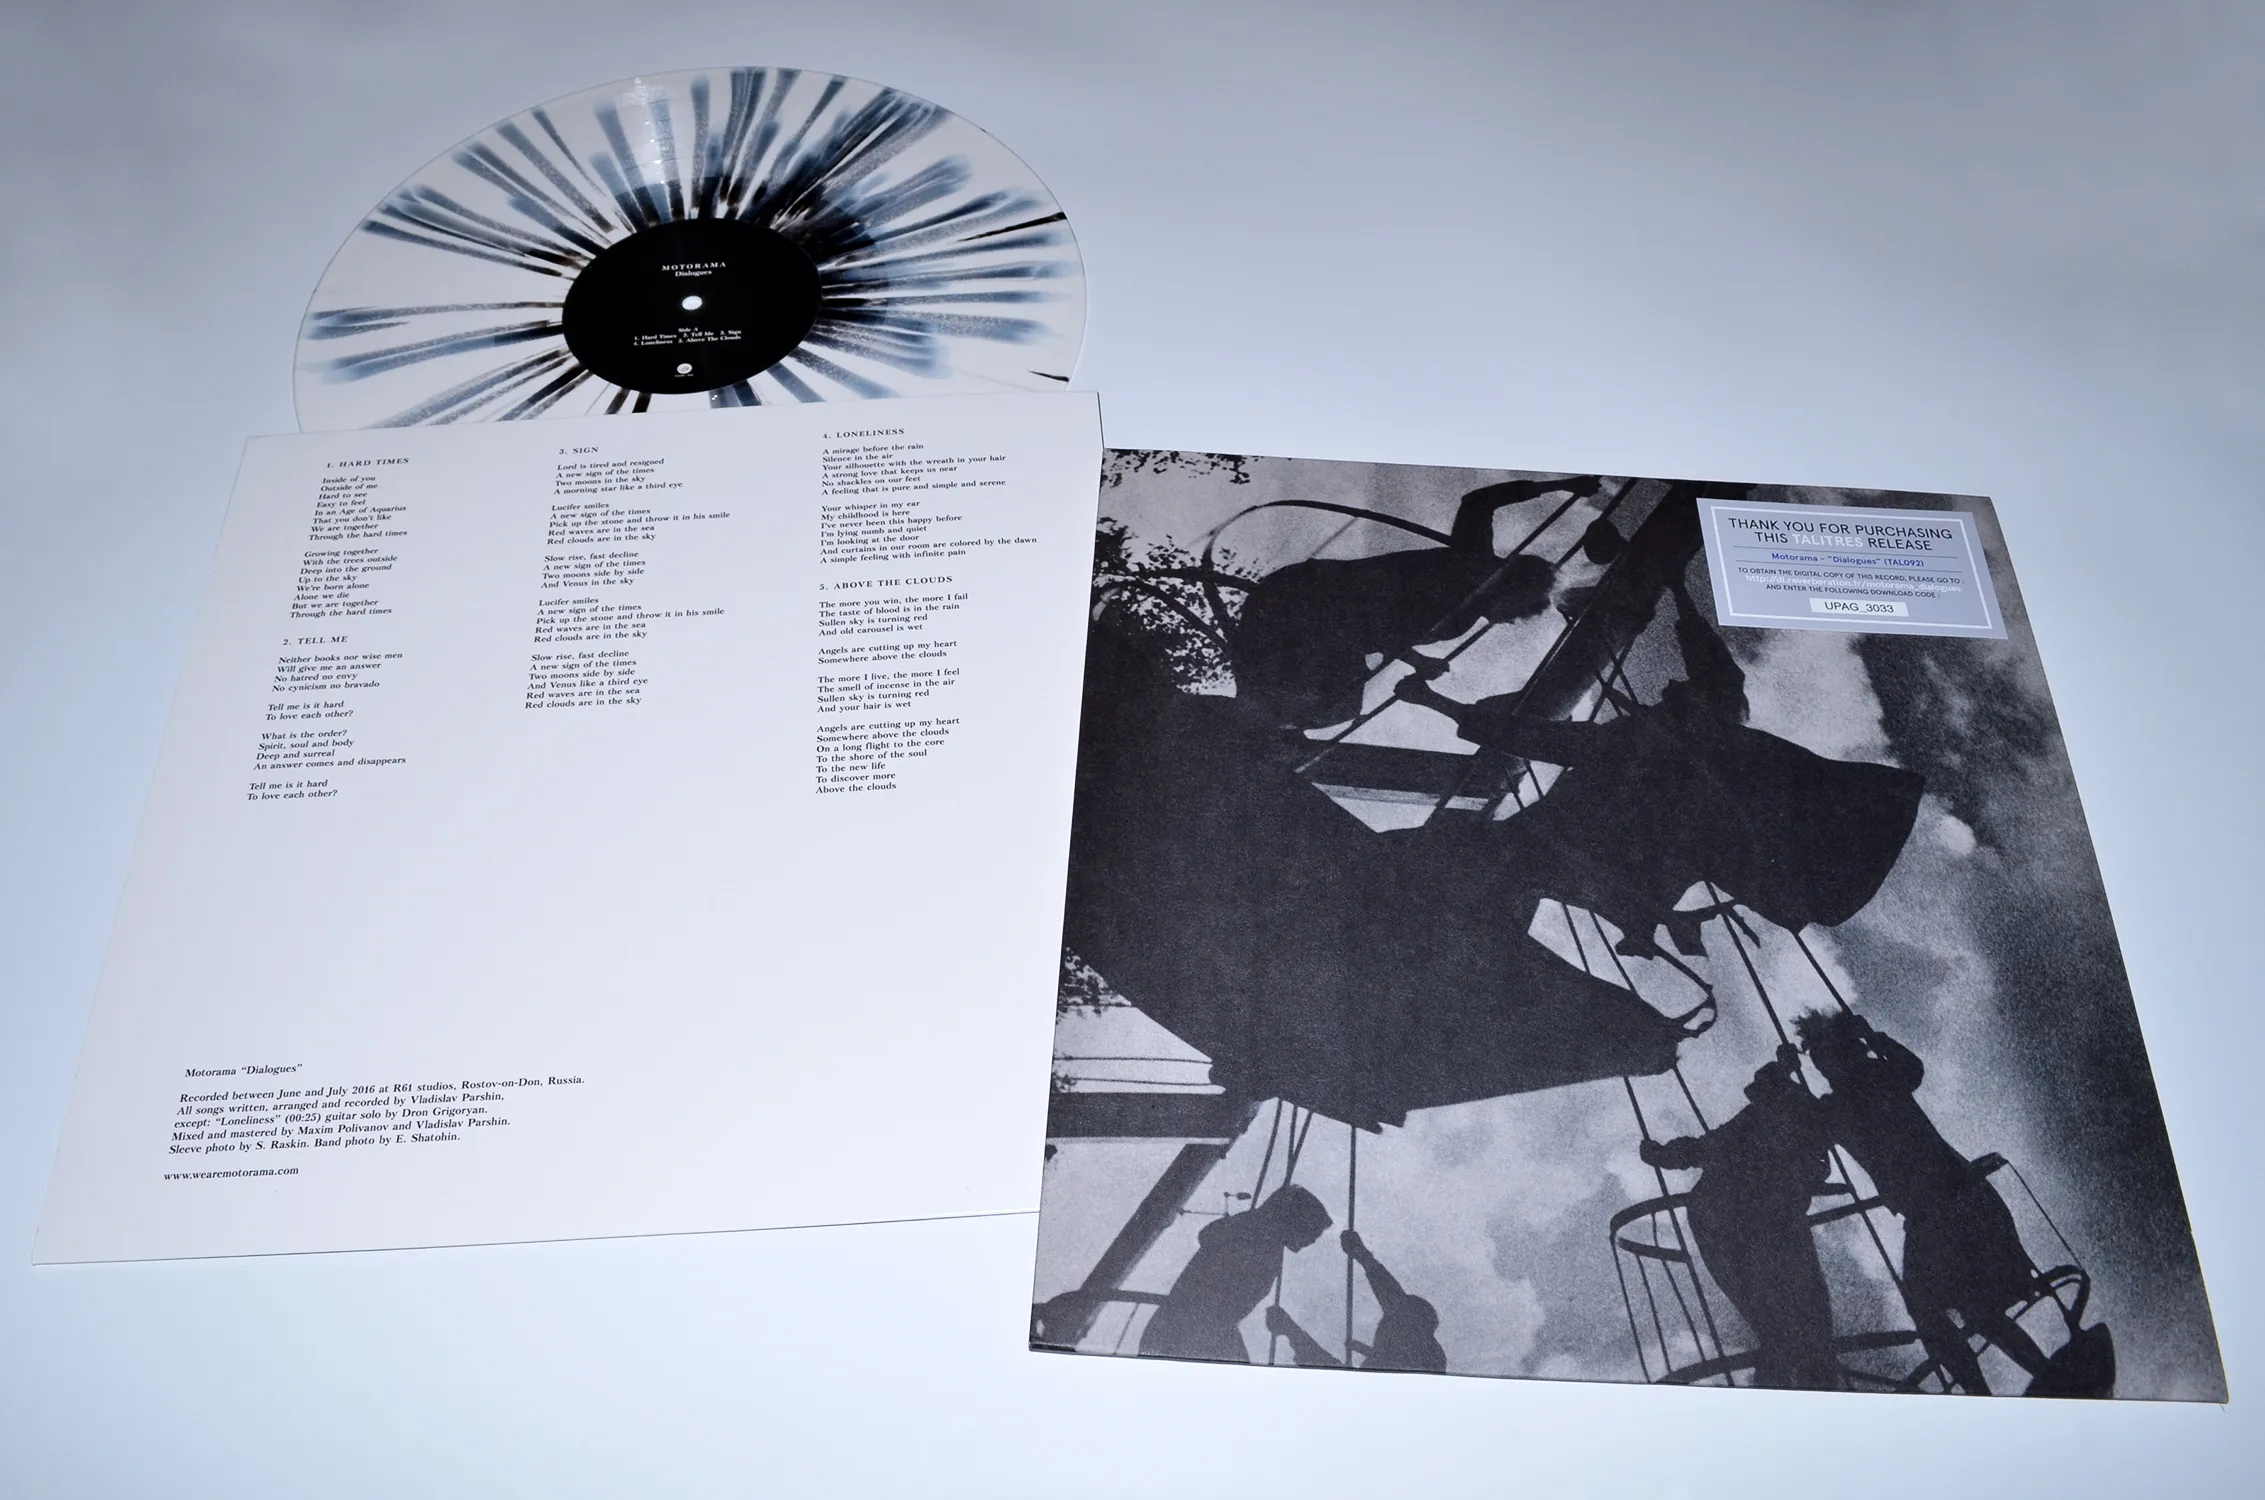 MOTORAMA
Dialogues
Side A
1. Hard Times 2. Tell Me 3. Sign
4. Loneliness 5. Above The Clouds
1. HARD TIMES
Inside of you
Outside of me
Hard to see
Easy to feel
In an Age of Aquarius
That you don't like
We are together
Through the hard times
Growing together
With the trees outside
Deep into the ground
Up to the sky
We're born alone
Alone we die
But we are together
Through the hard times
2. TELL ME
Neither books nor wise men
Will give me an answer
No hatred no envy
No cynicism no bravado
Tell me is it hard
To love each other?
What is the order?
Spirit, soul and body
Deep and surreal
An answer comes and disappears
Tell me is it hard
To love each other?
3. SIGN
Lord is tired and resigned
A new sign of the times
Two moons in the sky
A morning star like a third eye
Lucifer smiles
A new sign of the times
Pick up the stone and throw it in his smile
Red waves are in the sea
Red clouds are in the sky
Slow rise, fast decline
A new sign of the times
Two moons side by side
And Venus in the sky
Lucifer smiles
A new sign of the times
Pick up the stone and throw it in his smile
Red waves are in the sea
Red clouds are in the sky
Slow rise, fast decline
A new sign of the times
Two moons side by side
And Venus like a third eye
Red waves are in the sea
Red clouds are in the sky
4. LONELINESS
A mirage before the rain
Silence in the air
Your silhouette with the wreath in your hair
A strong love that keeps us near
No shackles on our feet
A feeling that is pure and simple and serene
Your whisper in my ear
My childhood is here
I've never been this happy before
I'm lying numb and quiet
I'm looking at the door
And curtains in our room are colored by the dawn
A simple feeling with infinite pain
5. ABOVE THE CLOUDS
The more you win, the more I fail
The taste of blood is in the rain
Sullen sky is turning red
And old carousel is wet
Angels are cutting up my heart
Somewhere above the clouds
The more I live, the more I feel
The smell of incense in the air
Sullen sky is turning red
And your hair is wet
Angels are cutting up my heart
Somewhere above the clouds
On a long flight to the core
To the shore of the soul
To the new life
To discover more
Above the clouds
Motorama “Dialogues”
Recorded between June and July 2016 at R61 studios, Rostov-on-Don, Russia.
All songs written, arranged and recorded by Vladislav Parshin,
except: “Loneliness” (00:25) guitar solo by Dron Grigoryan.
Mixed and mastered by Maxim Polivanov and Vladislav Parshin.
Sleeve photo by S. Raskin. Band photo by E. Shatohin.
www.wearemotorama.com
THANK YOU FOR PURCHASING
THIS TALITRES RELEASE
Motorama - “Dialogues” (TAL092)
TO OBTAIN THE DIGITAL COPY OF THIS RECORD, PLEASE GO TO :
http://dl.reverberation.fr/motorama_dialogues
AND ENTER THE FOLLOWING DOWNLOAD CODE :
UPAG_3033